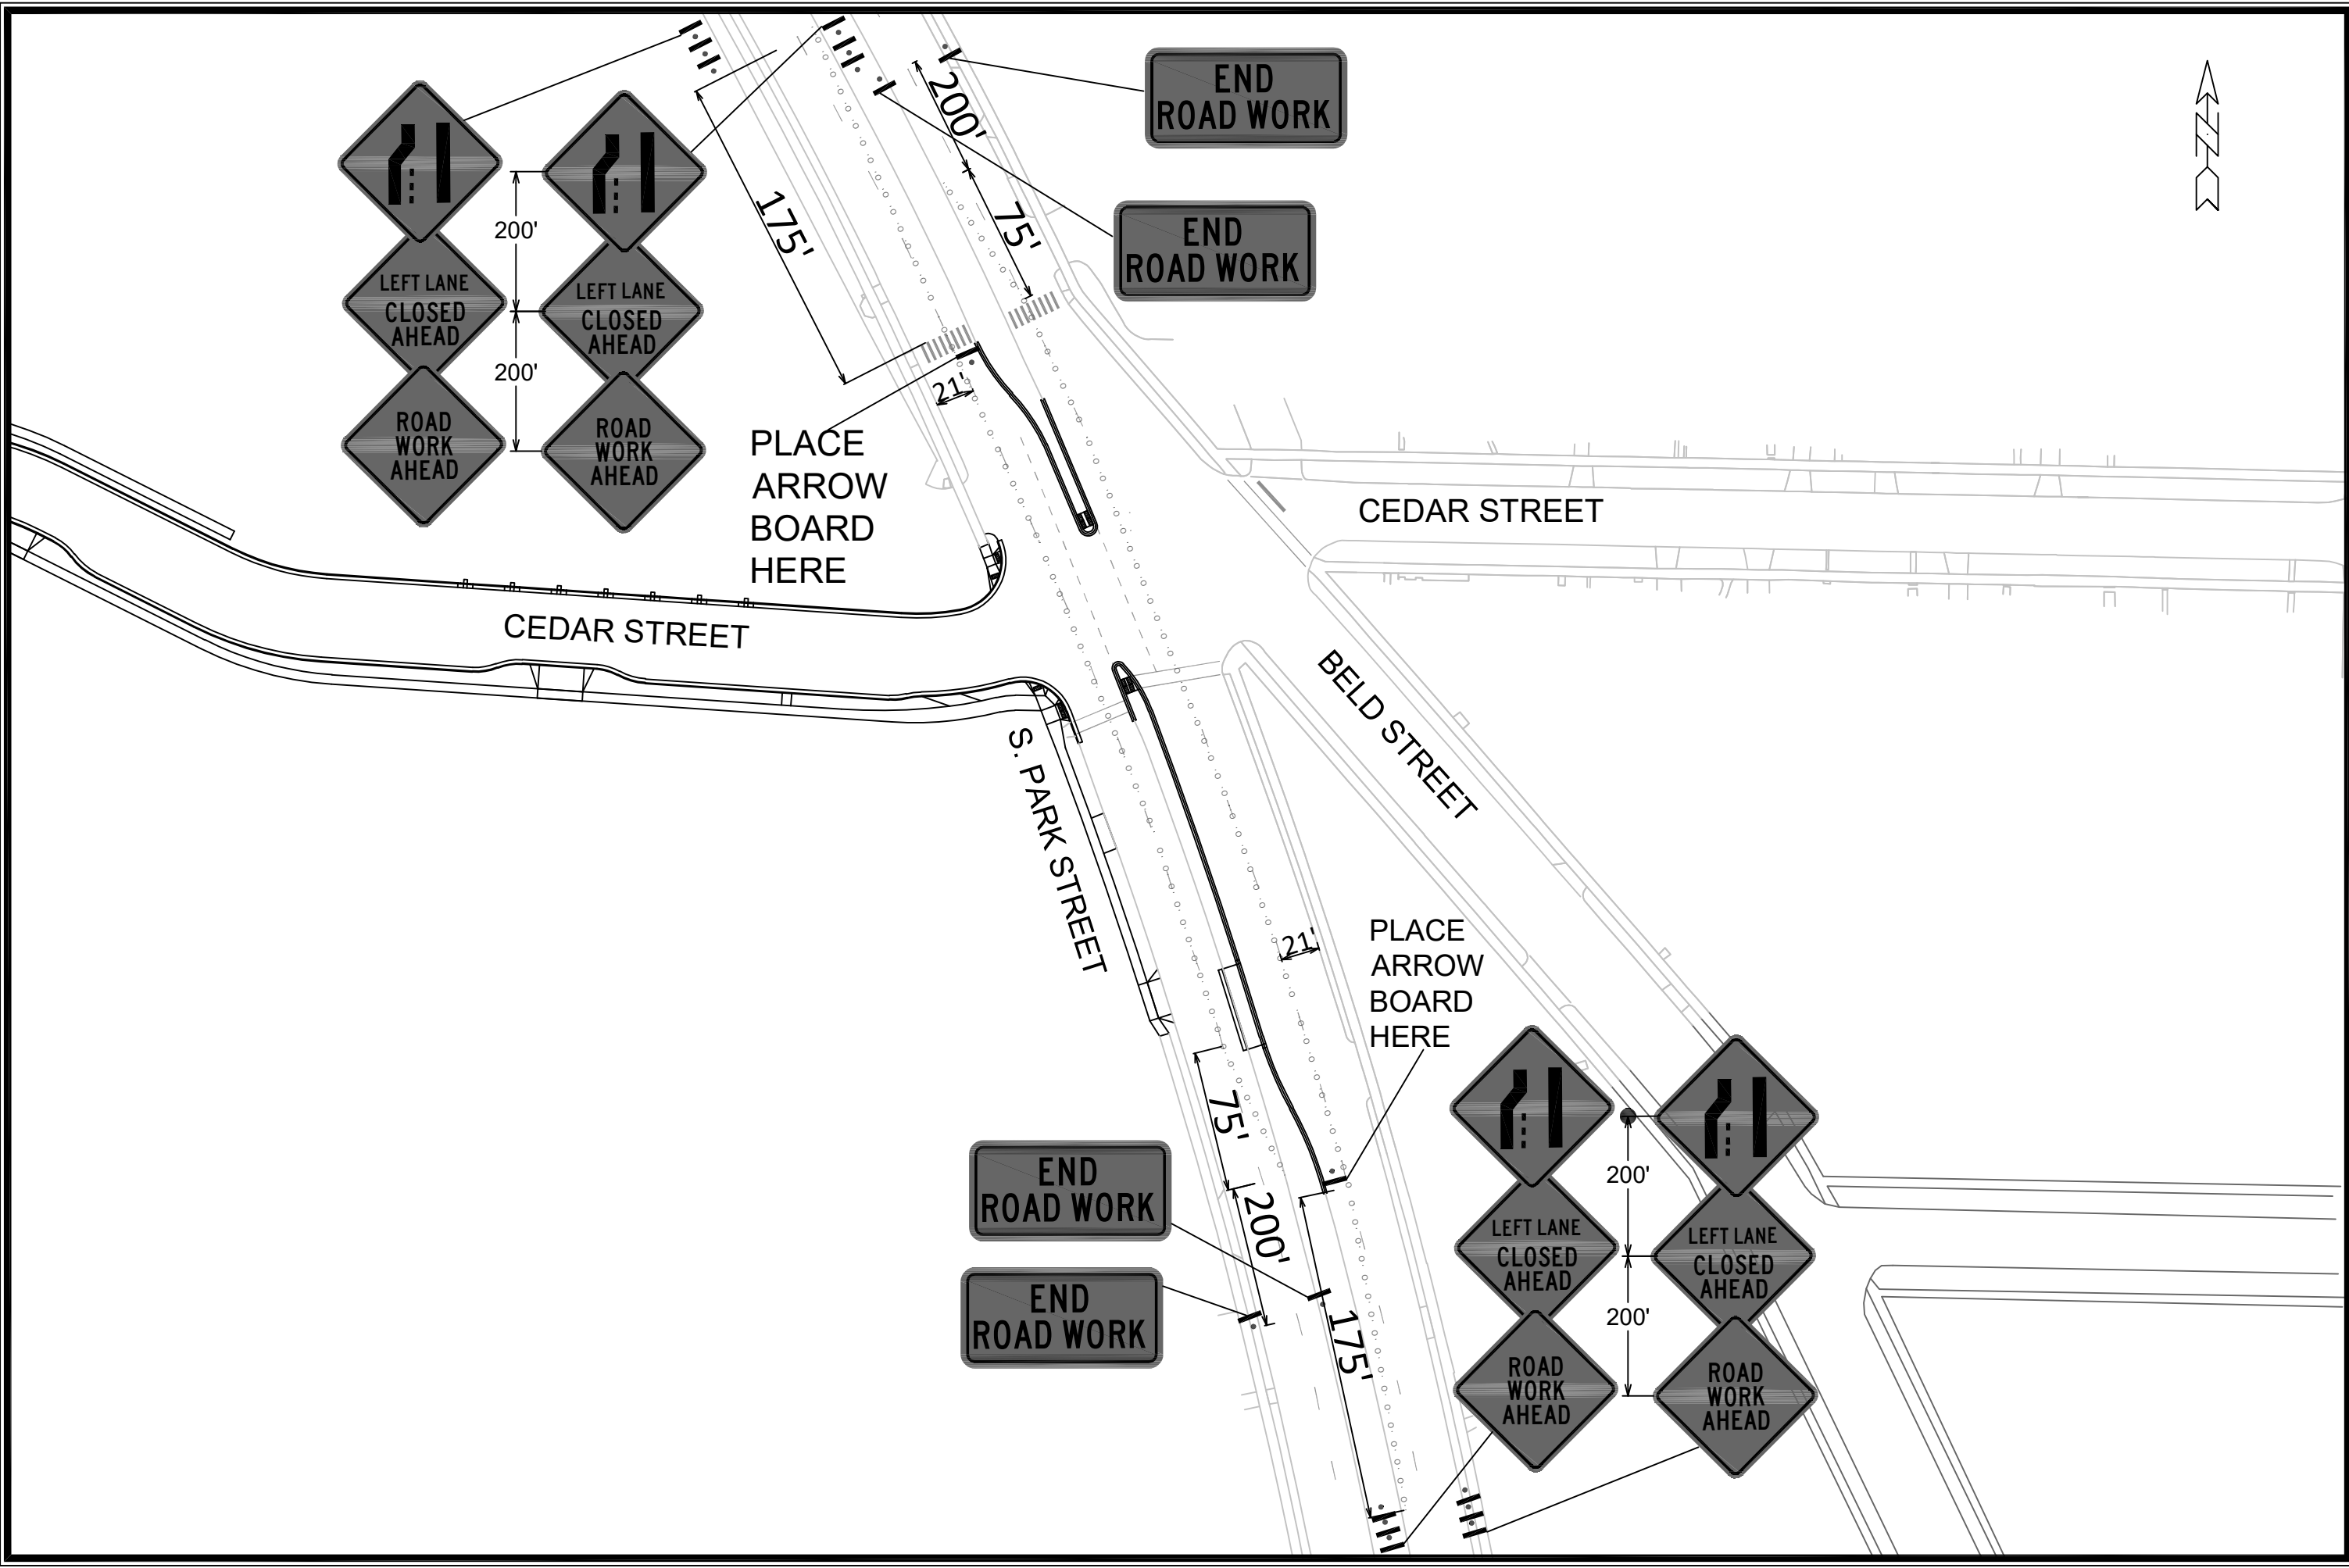 END
ROAD WORK
200'
N
END
ROAD WORK
75'
175'
LEFT LANE
CLOSED
AHEAD
200'
LEFT LANE
CLOSED
AHEAD
200'
ROAD
WORK
AHEAD
ROAD
WORK
AHEAD
21'
PLACE
ARROW
BOARD
HERE
CEDAR STREET
CEDAR STREET
BELD STREET
S. PARK STREET
21'
PLACE
ARROW
BOARD
HERE
75'
END
ROAD WORK
200'
END
ROAD WORK
175'
200'
LEFT LANE
CLOSED
AHEAD
LEFT LANE
CLOSED
AHEAD
200'
ROAD
WORK
AHEAD
ROAD
WORK
AHEAD